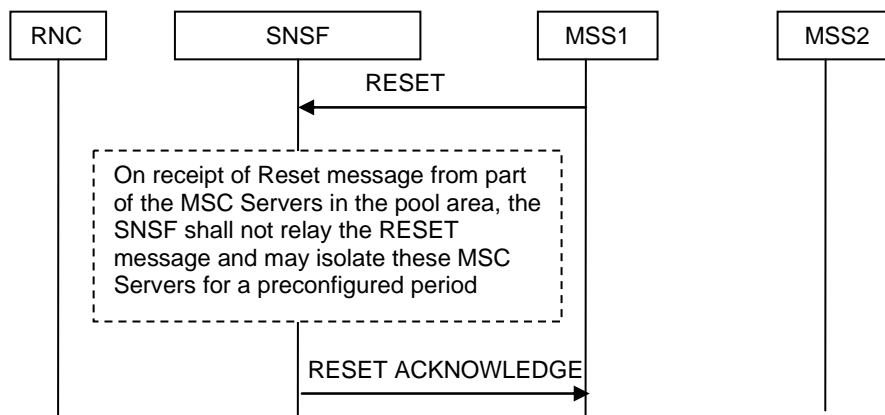 RNC
SNSF
MSS1
MSS2
RESET
On receipt of Reset message from part
of the MSC Servers in the pool area, the
SNSF shall not relay the RESET
message and may isolate these MSC
Servers for a preconfigured period
RESET ACKNOWLEDGE